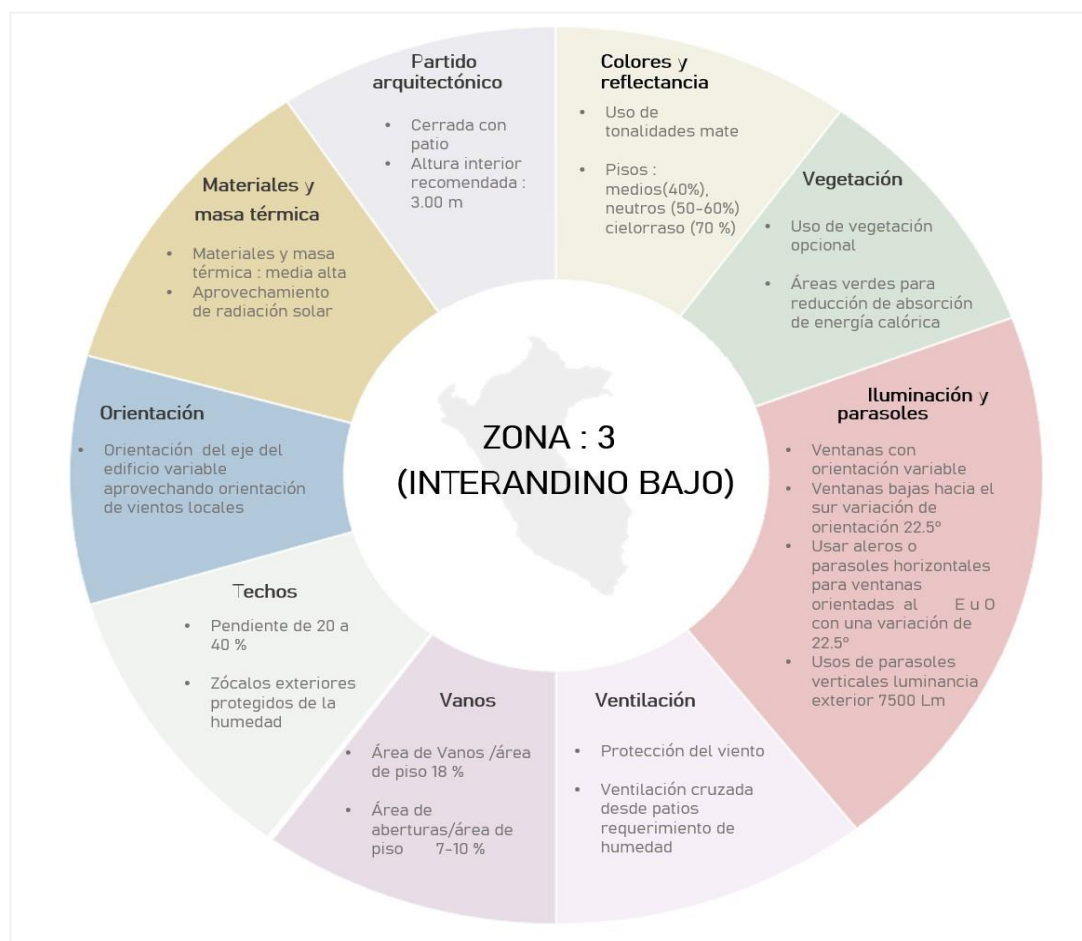 Partido
arquitectónico
• Cerrada con
patio
• Altura interior
recomendada :
3.00 m
Colores y
reflectancia
• Uso de
tonalidades mate
• Pisos :
medios(40%),
neutros (50-60%)
cielorraso (70 %)
Vegetación
• Uso de vegetación
opcional
• Áreas verdes para
reducción de absorción
de energía calórica
Iluminación y
parasoles
• Ventanas con
orientación variable
• Ventanas bajas hacia el
sur variación de
orientación 22.5°
• Usar aleros o
parasoles horizontales
para ventanas
orientadas al E u O
con una variación de
22.5°
• Usos de parasoles
verticales luminancia
exterior 7500 Lm
Ventilación
• Protección del viento
• Ventilación cruzada
desde patios
requerimiento de
humedad
Vanos
• Área de Vanos /área
de piso 18 %
• Área de
aberturas/área de
piso 7-10 %
Techos
• Pendiente de 20 a
40 %
• Zócalos exteriores
protegidos de la
humedad
Orientación
• Orientación del eje del
edificio variable
aprovechando orientación
de vientos locales
Materiales y
masa térmica
• Materiales y masa
térmica : media alta
• Aprovechamiento
de radiación solar
ZONA : 3
(INTERANDINO BAJO)